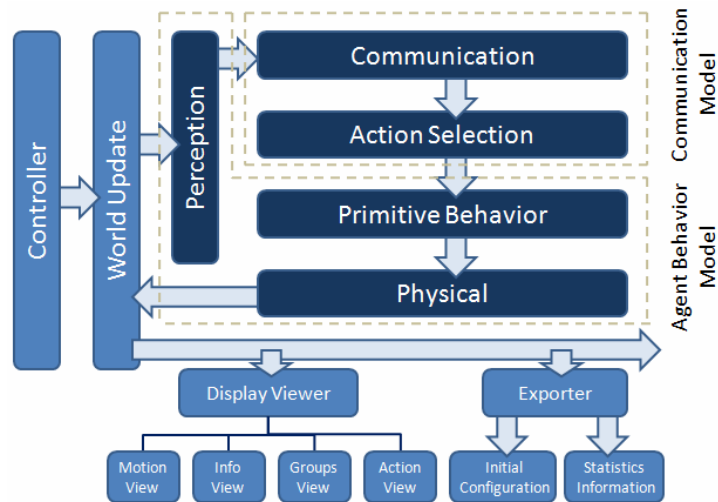 Controller
World Update
Perception
Communication
Action Selection
Primitive Behavior
Physical
Communication
Model
Agent Behavior
Model
Display Viewer
Exporter
Motion
View
Info
View
Groups
View
Action
View
Initial
Configuration
Statistics
Information